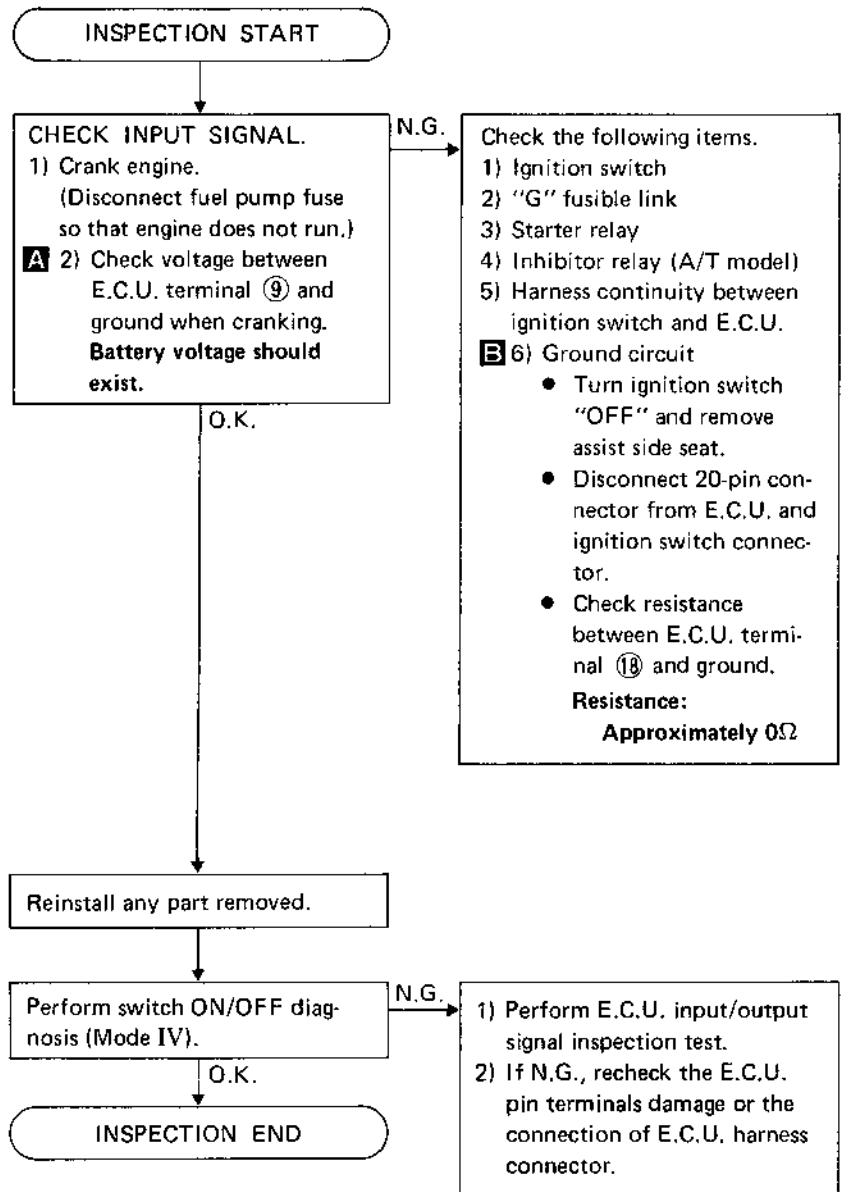 INSPECTION START
CHECK INPUT SIGNAL.
1) Crank engine.
(Disconnect fuel pump fuse
so that engine does not run.)
A 2) Check voltage between
E.C.U. terminal ⑨ and
ground when cranking.
Battery voltage should
exist.
N.G.
Check the following items.
1) Ignition switch
2) "G" fusible link
3) Starter relay
4) Inhibitor relay (A/T model)
5) Harness continuity between
ignition switch and E.C.U.
B 6) Ground circuit
● Turn ignition switch
"OFF" and remove
assist side seat.
● Disconnect 20-pin con-
nector from E.C.U. and
ignition switch connec-
tor.
● Check resistance
between E.C.U. termi-
nal ⑱ and ground.
Resistance:
Approximately 0Ω
O.K.
Reinstall any part removed.
Perform switch ON/OFF diag-
nosis (Mode IV).
N.G.
1) Perform E.C.U. input/output
signal inspection test.
2) If N.G., recheck the E.C.U.
pin terminals damage or the
connection of E.C.U. harness
connector.
O.K.
INSPECTION END